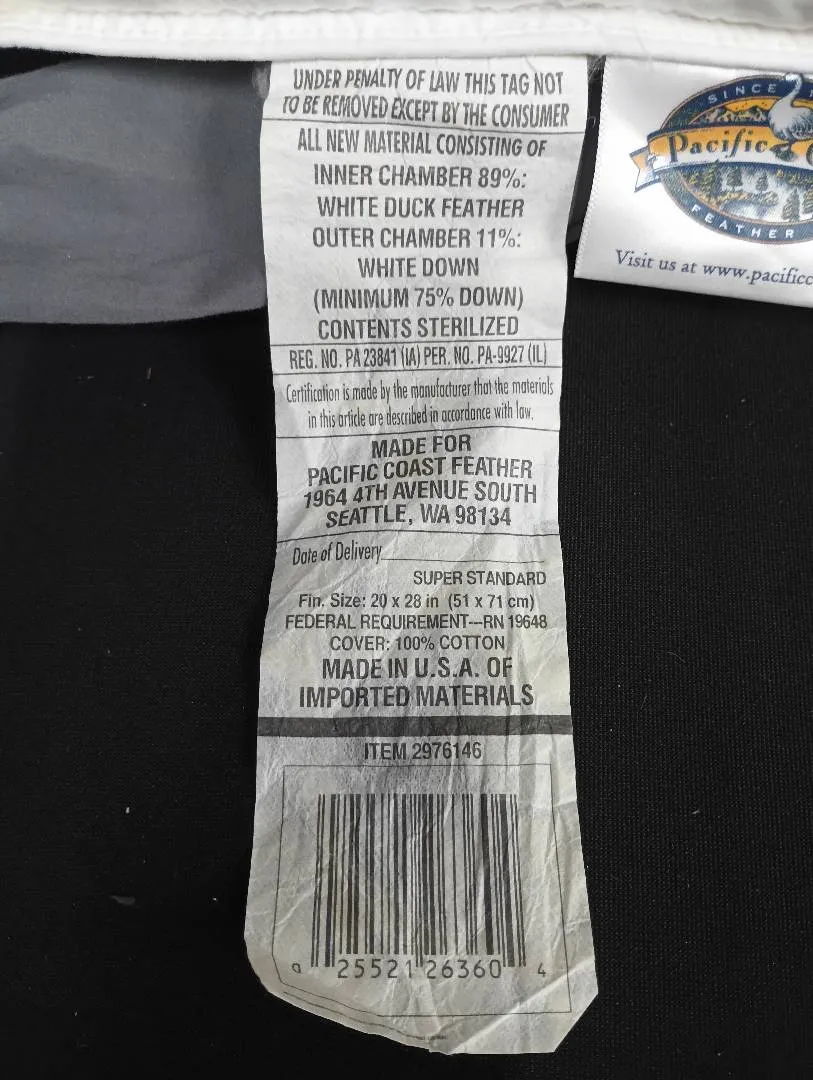 UNDER PENALTY OF LAW THIS TAG NOT
TO BE REMOVED EXCEPT BY THE CONSUMER
ALL NEW MATERIAL CONSISTING OF
INNER CHAMBER 89%:
WHITE DUCK FEATHER
OUTER CHAMBER 11%:
WHITE DOWN
(MINIMUM 75% DOWN)
CONTENTS STERILIZED
REG. NO. PA 23841 (IA) PER. NO. PA-9927 (IL)
Certification is made by the manufacturer that the materials
in this article are described in accordance with law.
MADE FOR
PACIFIC COAST FEATHER
1964 4TH AVENUE SOUTH
SEATTLE, WA 98134
Date of Delivery
SUPER STANDARD
Fin. Size: 20 x 28 in (51 x 71 cm)
FEDERAL REQUIREMENT---RN 19648
COVER: 100% COTTON
MADE IN U.S.A. OF
IMPORTED MATERIALS
ITEM 2976146
0 25521 26360 4
SINCE
Pacific
FEATHER
Visit us at www.pacificc